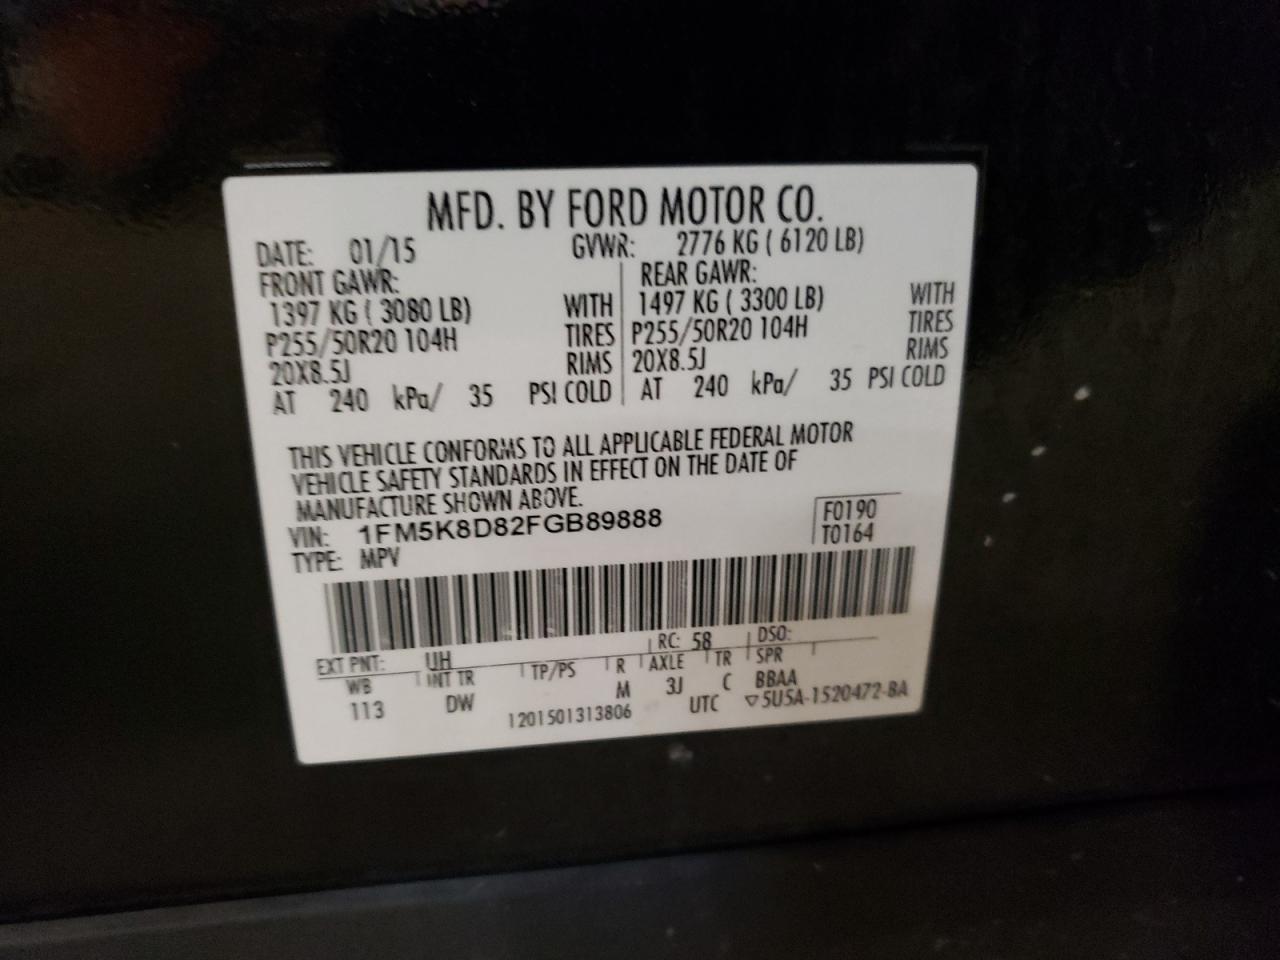 MFD. BY FORD MOTOR CO.
DATE: 01/15 GVWR: 2776 KG ( 6120 LB)
FRONT GAWR: REAR GAWR:
1397 KG ( 3080 LB) WITH 1497 KG ( 3300 LB) WITH
P255/50R20 104H TIRES P255/50R20 104H TIRES
20X8.5J RIMS 20X8.5J RIMS
AT 240 kPa/ 35 PSI COLD AT 240 kPa/ 35 PSI COLD
THIS VEHICLE CONFORMS TO ALL APPLICABLE FEDERAL MOTOR
VEHICLE SAFETY STANDARDS IN EFFECT ON THE DATE OF
MANUFACTURE SHOWN ABOVE.
VIN: 1FM5K8D82FGB89888 F0190
TYPE: MPV T0164
EXT PNT: UH RC: 58 DSO:
WB INT TR TP/PS R AXLE TR SPR
113 DW M 3J C BBAA
1201501313806 UTC ▽5U5A-1520472-BA